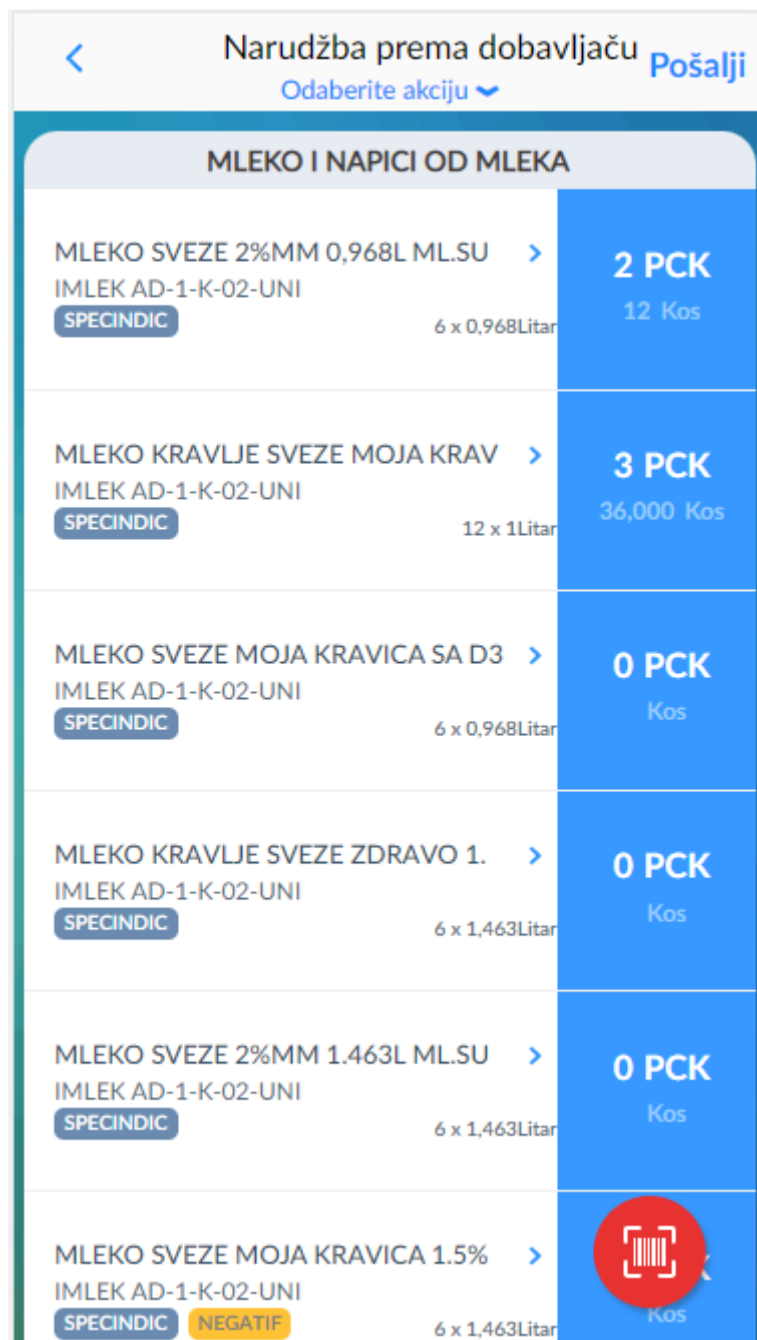 Narudžba prema dobavljaču
Pošalji
Odaberite akciju
MLEKO I NAPICI OD MLEKA
MLEKO SVEZE 2%MM 0,968L ML.SU
2 PCK
IMLEK AD-1-K-02-UNI
12 Kos
SPECINDIC
6 x 0,968Litar
MLEKO KRAVLJE SVEZE MOJA KRAV
3 PCK
IMLEK AD-1-K-02-UNI
36,000 Kos
SPECINDIC
12 x 1Litar
MLEKO SVEZE MOJA KRAVICA SA D3
0 PCK
IMLEK AD-1-K-02-UNI
Kos
SPECINDIC
6 x 0,968Litar
MLEKO KRAVLJE SVEZE ZDRAVO 1.
0 PCK
IMLEK AD-1-K-02-UNI
Kos
SPECINDIC
6 x 1,463Litar
MLEKO SVEZE 2%MM 1.463L ML.SU
0 PCK
IMLEK AD-1-K-02-UNI
Kos
SPECINDIC
6 x 1,463Litar
MLEKO SVEZE MOJA KRAVICA 1.5%
IMLEK AD-1-K-02-UNI
Kos
SPECINDIC NEGATIF
6 x 1,463Litar